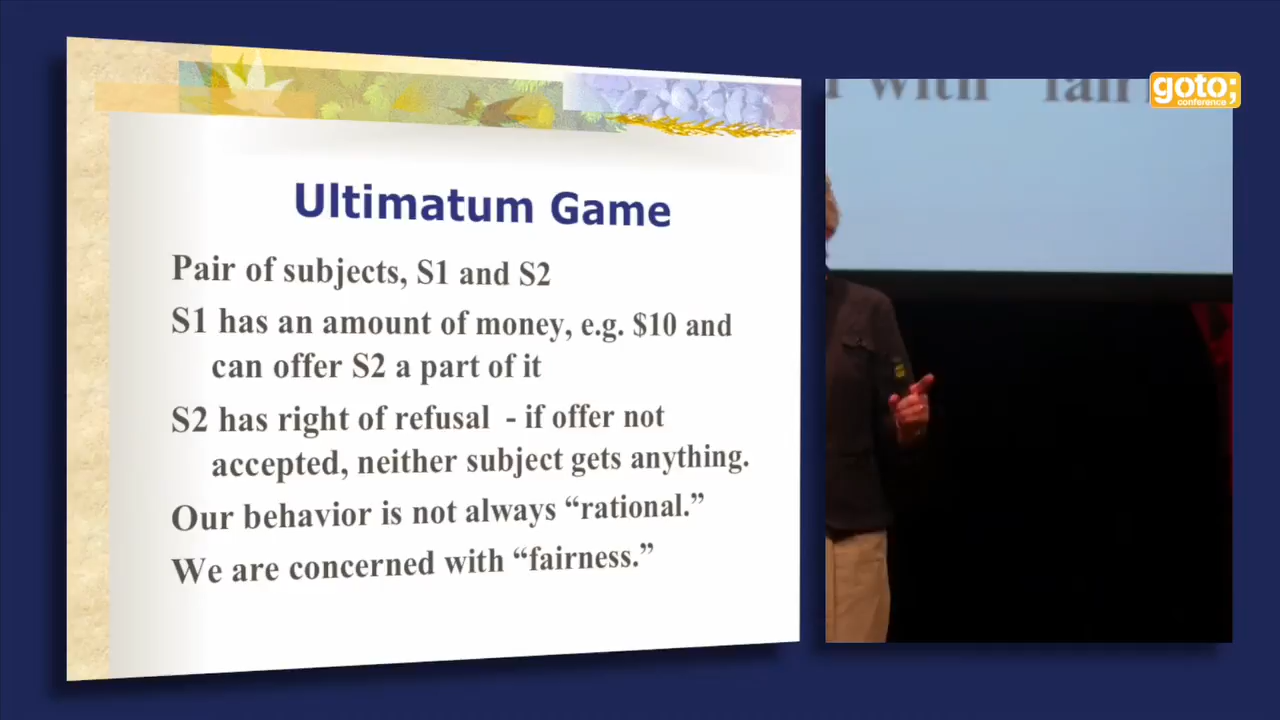 Ultimatum Game
Pair of subjects, S1 and S2
S1 has an amount of money, e.g. $10 and
can offer S2 a part of it
S2 has right of refusal - if offer not
accepted, neither subject gets anything.
Our behavior is not always “rational.”
We are concerned with “fairness.”
with
goto;
conference